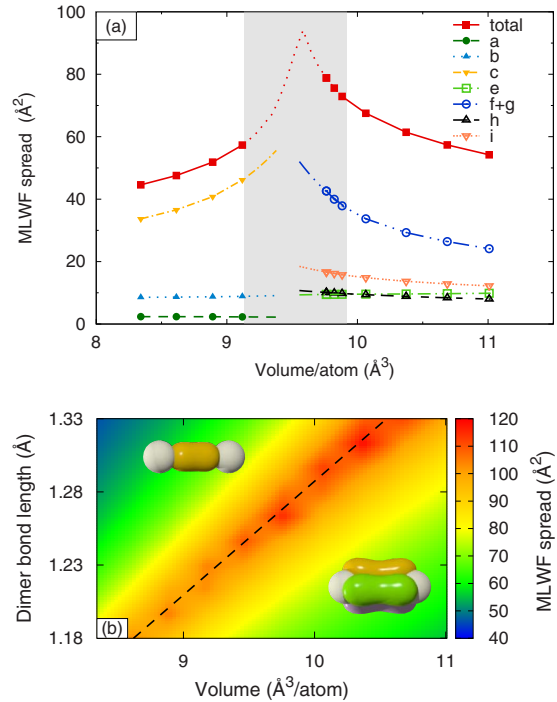 (a)
MLWF spread (Å²)
100
80
60
40
20
0
8
9
10
11
Volume/atom (Å³)
total
a
b
c
e
f+g
h
i
(b)
Dimer bond length (Å)
1.33
1.28
1.23
1.18
9
10
11
Volume (Å³/atom)
120
110
100
90
80
70
60
50
40
MLWF spread (Å²)